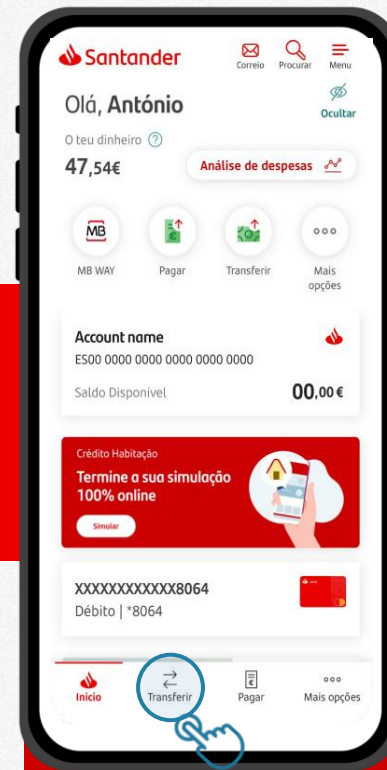 Santander
Correio Procurar Menu
Olá, António
Ocultar
O teu dinheiro ?
47,54€
Análise de despesas
MB
MB WAY Pagar Transferir Mais opções
Account name
ES00 0000 0000 0000 0000 0000
Saldo Disponível 00,00 €
Crédito Habitação
Termine a sua simulação
100% online
Simular
XXXXXXXXXXXX8064
Débito | *8064
Início Transferir Pagar Mais opções